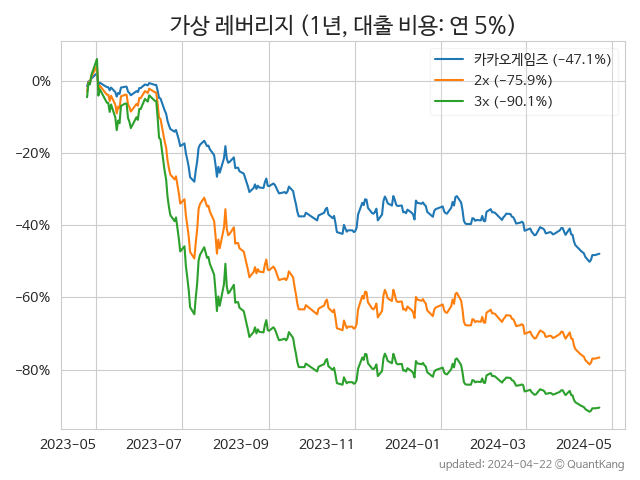 가상 레버리지 (1년, 대출 비용: 연 5%)
카카오게임즈 (−47.1%)
2x (−75.9%)
3x (−90.1%)
0%
−20%
−40%
−60%
−80%
2023-05 2023-07 2023-09 2023-11 2024-01 2024-03 2024-05
updated: 2024-04-22 © QuantKang